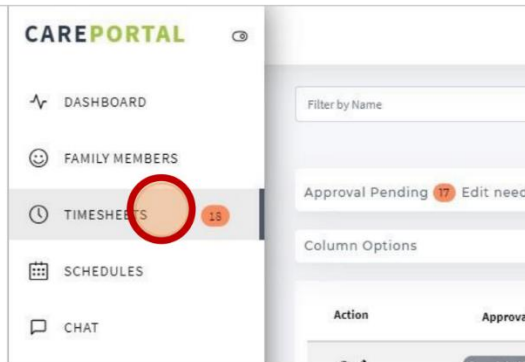 CAREPORTAL
DASHBOARD
FAMILY MEMBERS
TIMESHEETS 18
SCHEDULES
CHAT
Filter by Name
Approval Pending 17 Edit need
Column Options
Action Approva